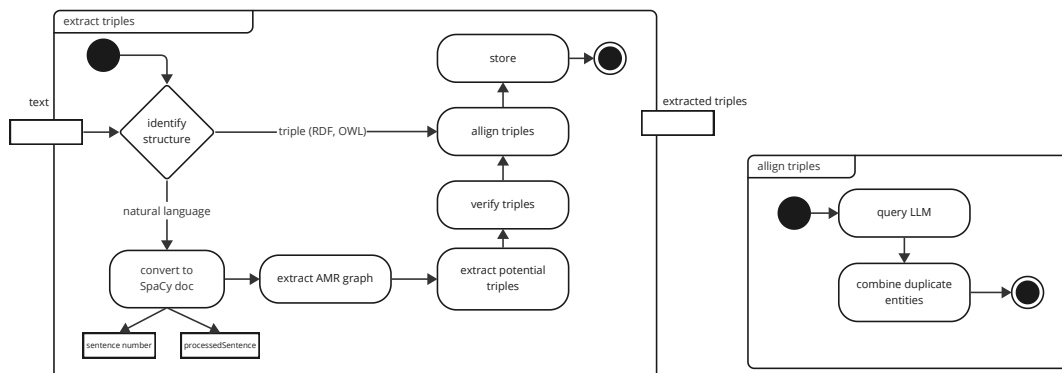 extract triples
text
identify
structure
triple (RDF, OWL)
store
allign triples
extracted triples
verify triples
natural language
convert to
SpaCy doc
extract AMR graph
extract potential
triples
sentence number
processedSentence
allign triples
query LLM
combine duplicate
entities